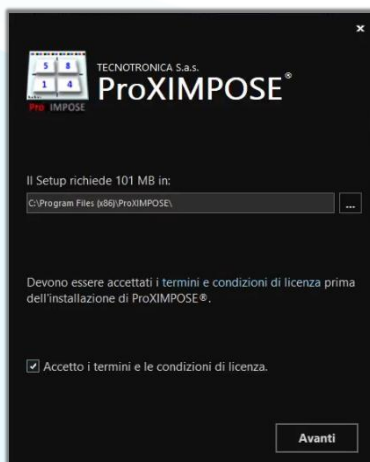 5 8
1 4
Pro IMPOSE
TECNOTRONICA S.a.s.
ProXIMPOSE®
Il Setup richiede 101 MB in:
C:\Program Files (x86)\ProXIMPOSE\
...
Devono essere accettati i termini e condizioni di licenza prima
dell'installazione di ProXIMPOSE®.
Accetto i termini e le condizioni di licenza.
Avanti